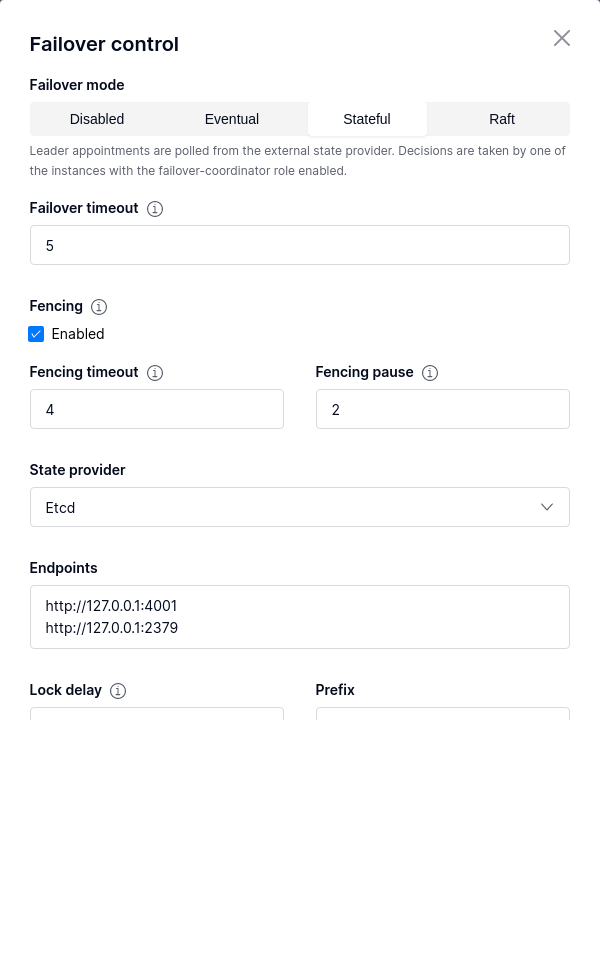 Failover control
Failover mode
Disabled Eventual Stateful Raft
Leader appointments are polled from the external state provider. Decisions are taken by one of
the instances with the failover-coordinator role enabled.
Failover timeout
5
Fencing
Enabled
Fencing timeout Fencing pause
4 2
State provider
Etcd
Endpoints
http://127.0.0.1:4001
http://127.0.0.1:2379
Lock delay Prefix